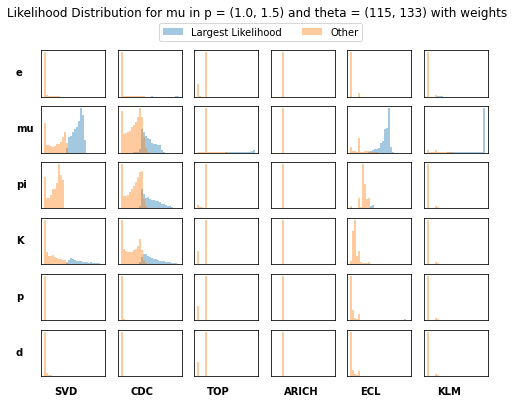 Likelihood Distribution for mu in p = (1.0, 1.5) and theta = (115, 133) with weights
Largest Likelihood Other
e
mu
pi
K
p
d
SVD CDC TOP ARICH ECL KLM